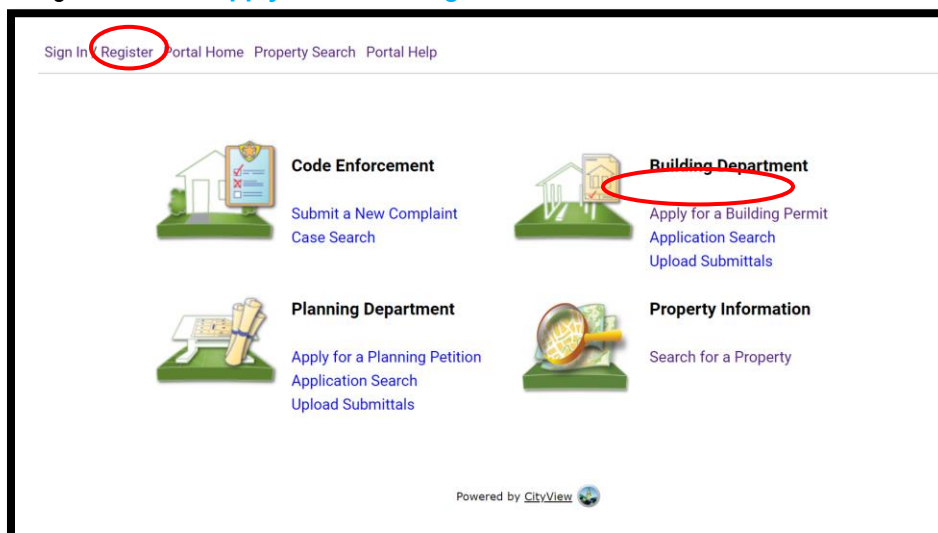 Sign In / Register Portal Home Property Search Portal Help
Code Enforcement
Submit a New Complaint
Case Search
Building Department
Apply for a Building Permit
Application Search
Upload Submittals
Planning Department
Apply for a Planning Petition
Application Search
Upload Submittals
Property Information
Search for a Property
Powered by CityView